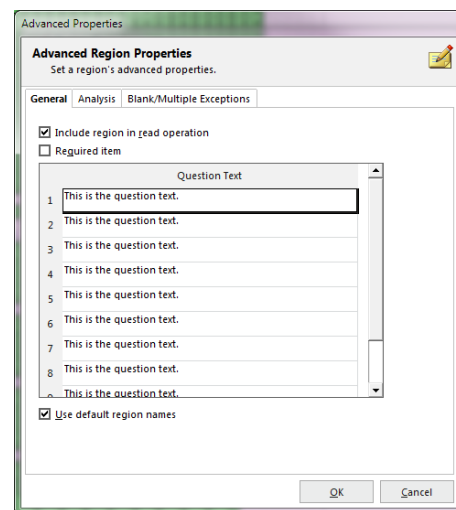 Advanced Properties
Advanced Region Properties
Set a region's advanced properties.
General Analysis Blank/Multiple Exceptions
Include region in read operation
Required item
Question Text
1 This is the question text.
2 This is the question text.
3 This is the question text.
4 This is the question text.
5 This is the question text.
6 This is the question text.
7 This is the question text.
8 This is the question text.
This is the question text.
Use default region names
OK Cancel